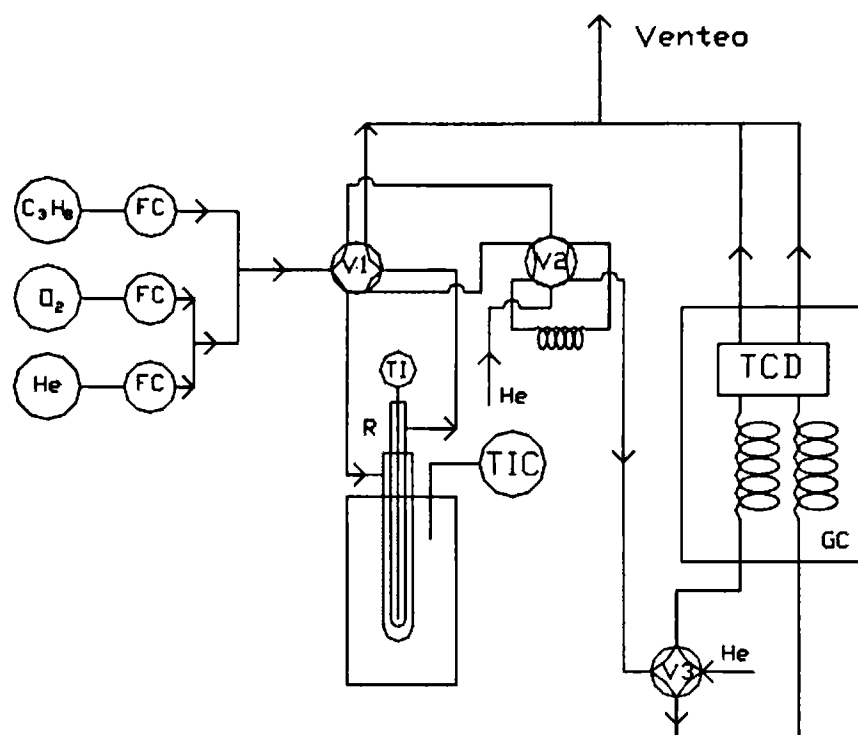 Venteo
C₃H₈ FC
V1
V2
O₂ FC
He FC
TI
He
TCD
R
TIC
GC
V3 He